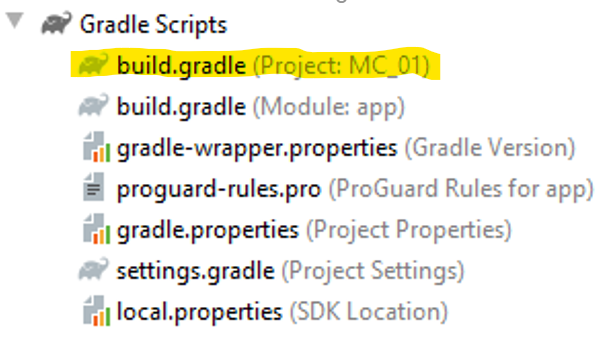 Gradle Scripts
build.gradle (Project: MC_01)
build.gradle (Module: app)
gradle-wrapper.properties (Gradle Version)
proguard-rules.pro (ProGuard Rules for app)
gradle.properties (Project Properties)
settings.gradle (Project Settings)
local.properties (SDK Location)